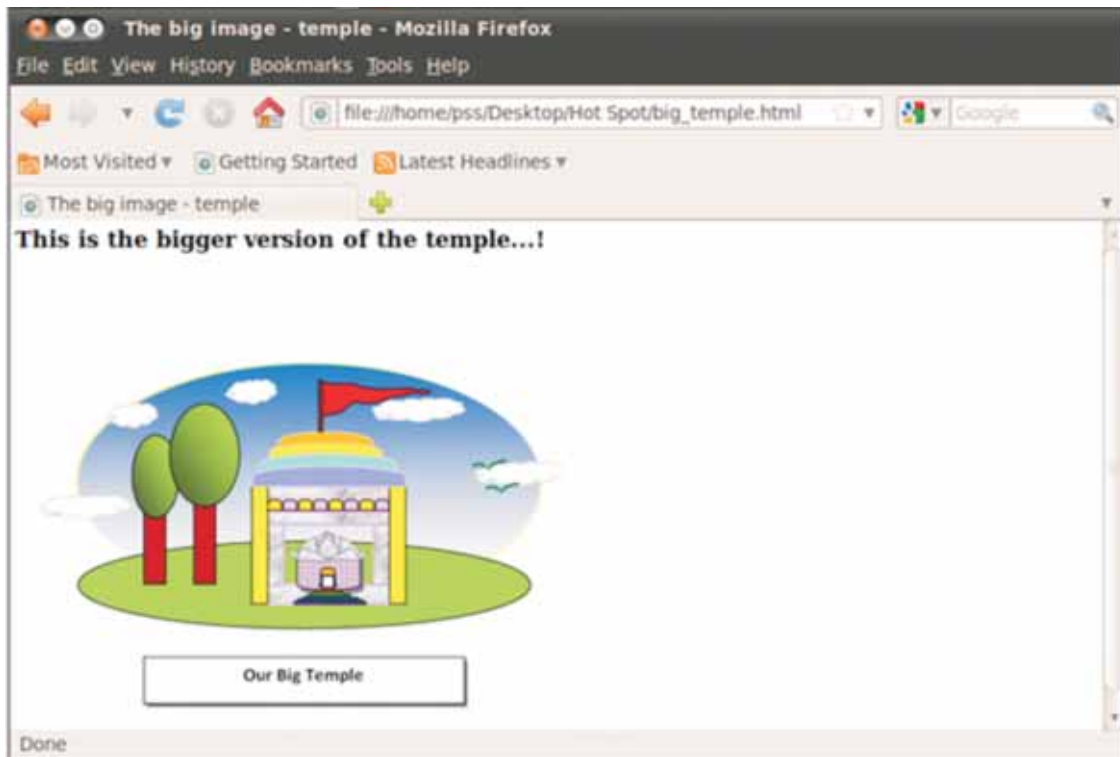 The big image - temple - Mozilla Firefox
File Edit View History Bookmarks Tools Help
file:///home/pss/Desktop/Hot Spot/big_temple.html
Google
Most Visited Getting Started Latest Headlines
The big image - temple
This is the bigger version of the temple...!
Our Big Temple
Done